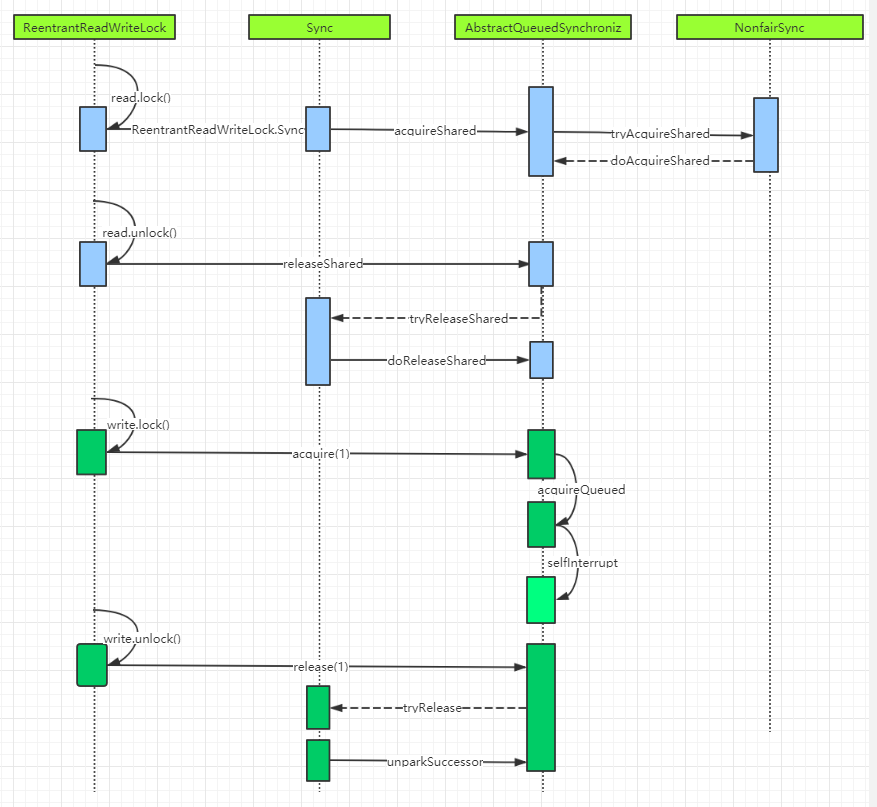 ReentrantReadWriteLock
Sync
AbstractQueuedSynchroniz
NonfairSync
read.lock()
ReentrantReadWriteLock.Sync
acquireShared
tryAcquireShared
doAcquireShared
read.unlock()
releaseShared
tryReleaseShared
doReleaseShared
write.lock()
acquire(1)
acquireQueued
selfInterrupt
write.unlock()
release(1)
tryRelease
unparkSuccessor